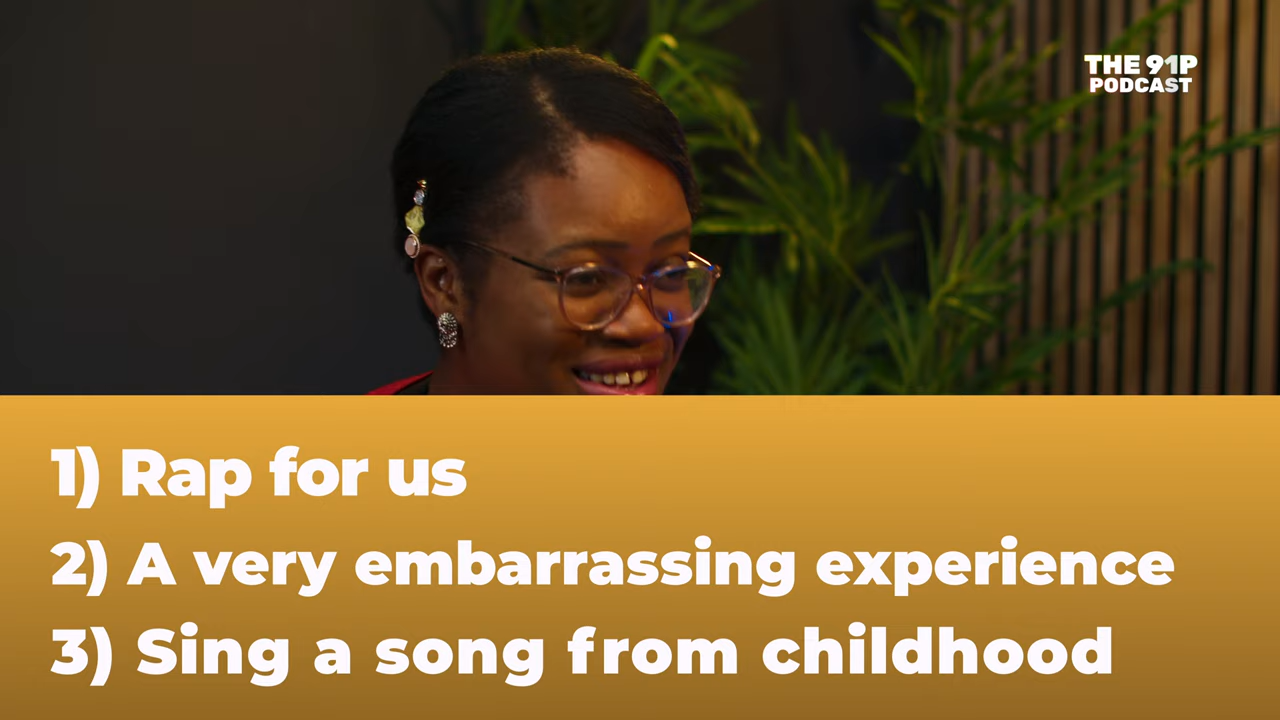 THE 91P
PODCAST
1) Rap for us
2) A very embarrassing experience
3) Sing a song from childhood